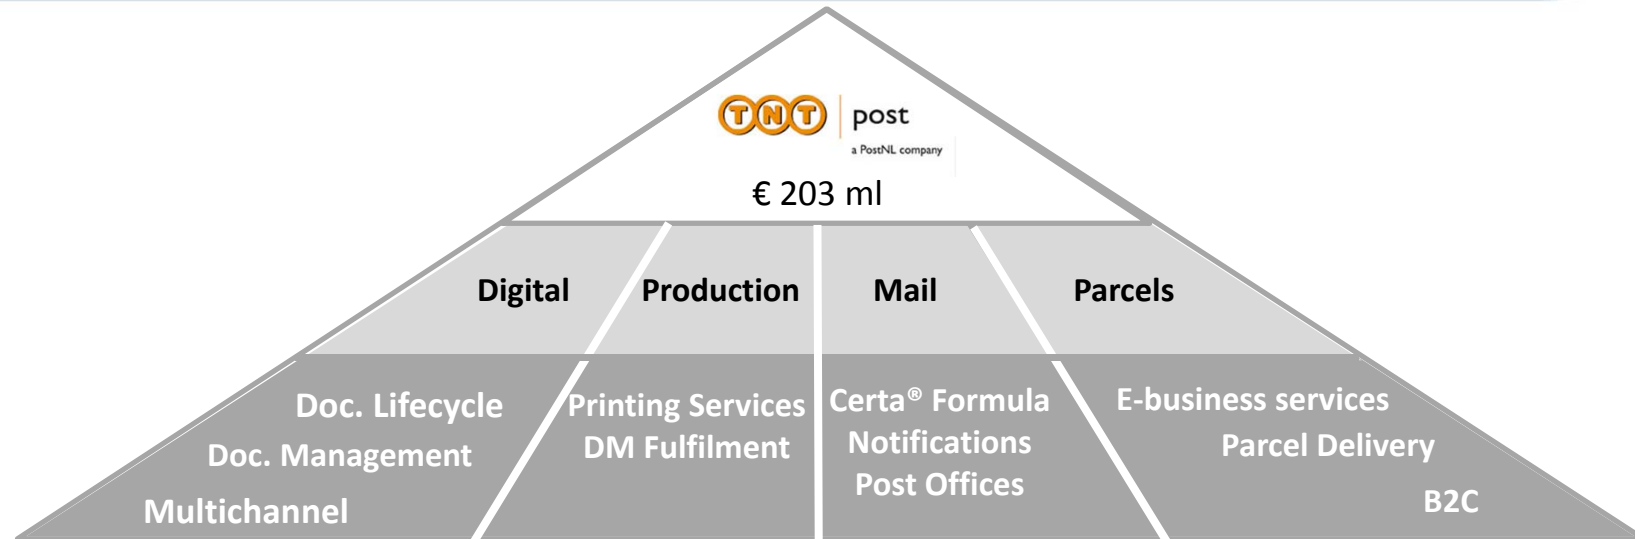 TNT post
a PostNL company
€ 203 ml
Digital
Production
Mail
Parcels
Doc. Lifecycle
Doc. Management
Multichannel
Printing Services
DM Fulfilment
Certa® Formula
Notifications
Post Offices
E-business services
Parcel Delivery
B2C